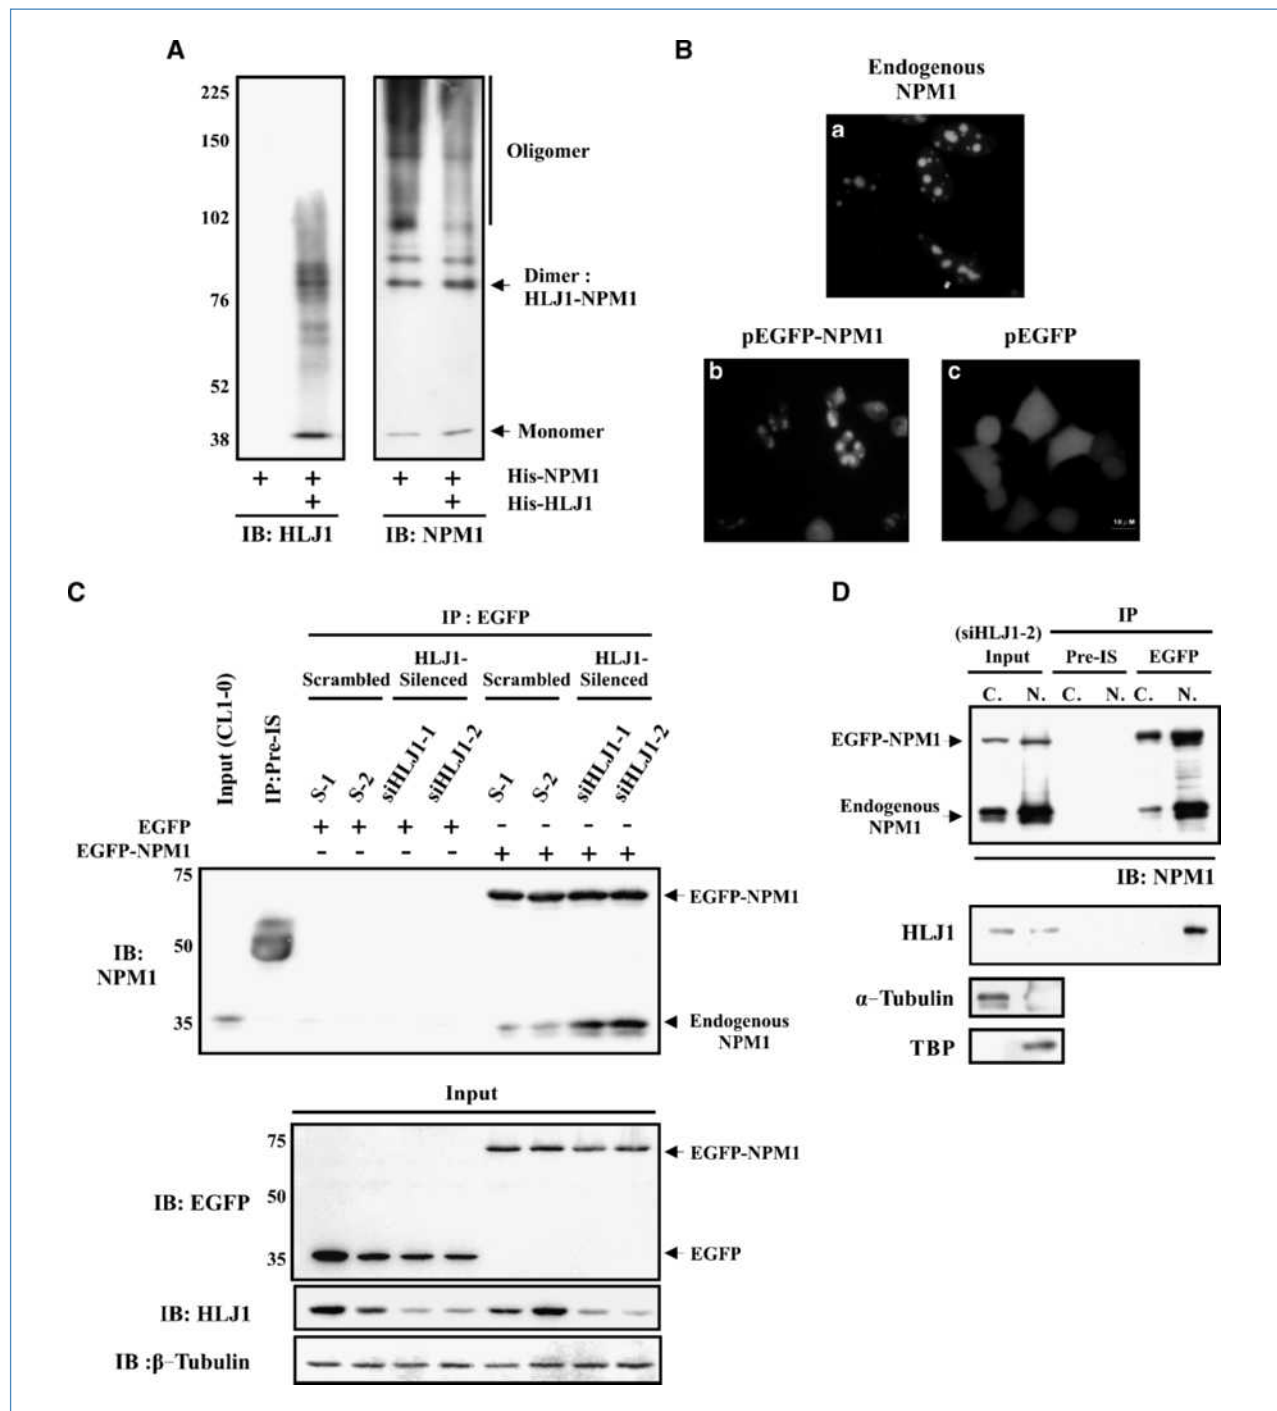 A
225
150
102
76
52
38
Oligomer
Dimer :
HLJ1-NPM1
Monomer
+ + + + His-NPM1
+ + His-HLJ1
IB: HLJ1 IB: NPM1
B
Endogenous
NPM1
a
pEGFP-NPM1 pEGFP
b c
C
IP : EGFP
Scrambled HLJ1-Silenced Scrambled HLJ1-Silenced
Input (CL1-0) IP:Pre-IS S-1 S-2 siHLJ1-1 siHLJ1-2 S-1 S-2 siHLJ1-1 siHLJ1-2
EGFP + + + + - - - -
EGFP-NPM1 - - - - + + + +
75
50
35
IB:
NPM1
EGFP-NPM1
Endogenous
NPM1
Input
75
50
35
IB: EGFP
EGFP-NPM1
EGFP
IB: HLJ1
IB :β-Tubulin
D
IP
(siHLJ1-2)
Input Pre-IS EGFP
C. N. C. N. C. N.
EGFP-NPM1
Endogenous
NPM1
IB: NPM1
HLJ1
α-Tubulin
TBP